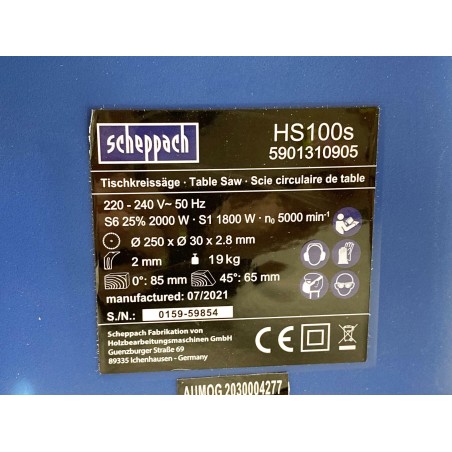 scheppach
HS100s
5901310905
Tischkreissäge · Table Saw · Scie circulaire de table
220 - 240 V~ 50 Hz
S6 25% 2000 W · S1 1800 W · n₀ 5000 min⁻¹
Ø 250 x Ø 30 x 2.8 mm
2 mm 19 kg
0°: 85 mm 45°: 65 mm
manufactured: 07/2021
S./N.: 0159-59854
Scheppach Fabrikation von
Holzbearbeitungsmaschinen GmbH
Guenzburger Straße 69
89335 Ichenhausen - Germany
CE
AUMOG 2030004277